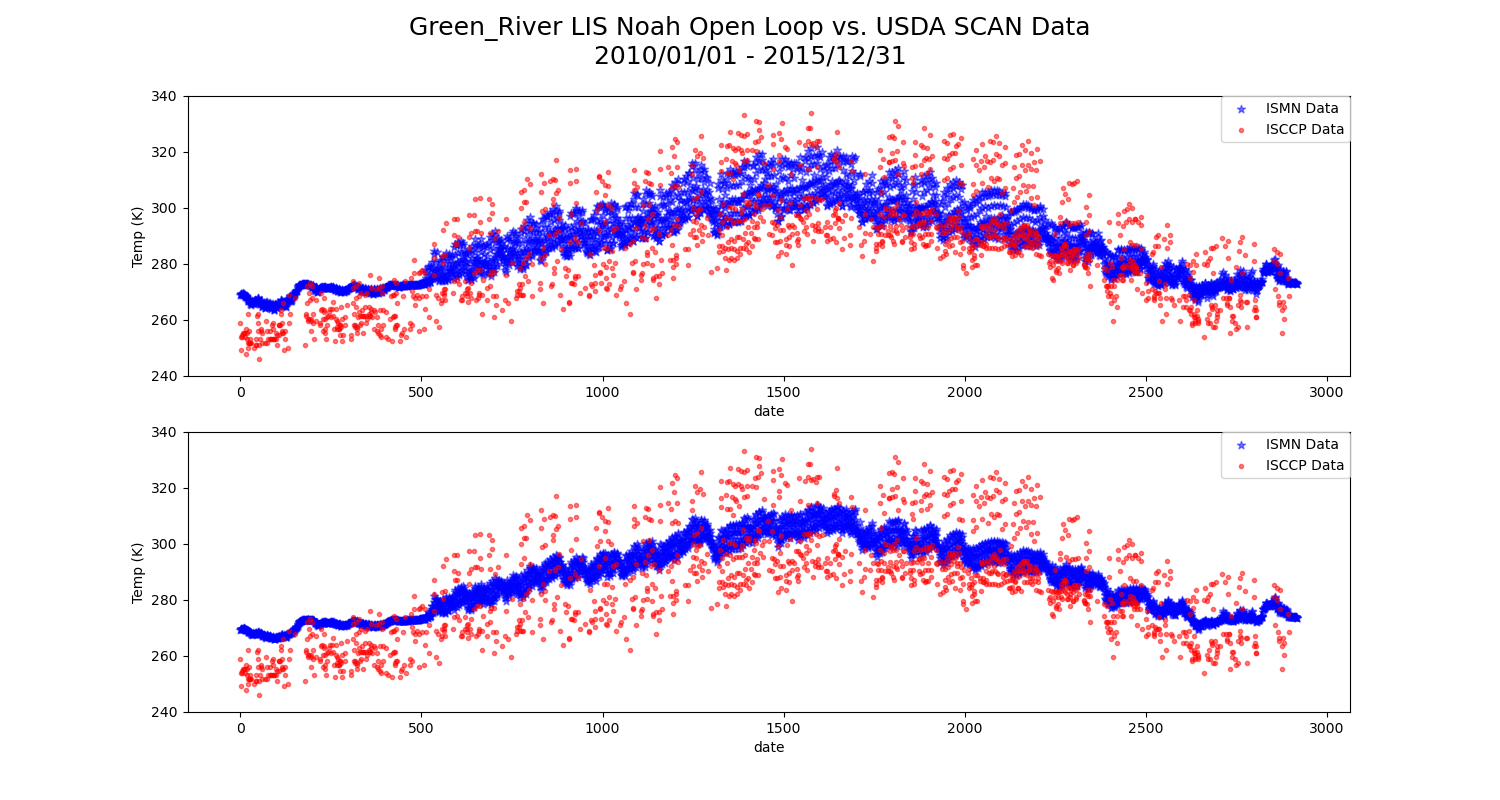 Green_River LIS Noah Open Loop vs. USDA SCAN Data
2010/01/01 - 2015/12/31
340
320
300
280
260
240
Temp (K)
ISMN Data
ISCCP Data
0 500 1000 1500 2000 2500 3000
date
340
320
300
280
260
240
Temp (K)
ISMN Data
ISCCP Data
0 500 1000 1500 2000 2500 3000
date